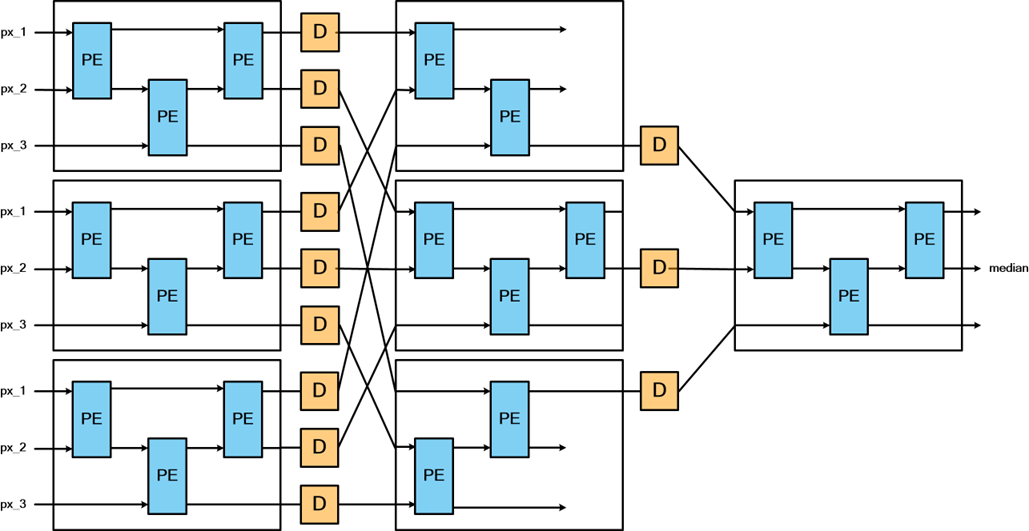 px_1 PE PE D PE
px_2 D
px_3 PE D PE D
px_1 PE PE D PE PE PE PE
px_2 D D median
px_3 PE D PE PE
px_1 PE PE D PE D
px_2 D
px_3 PE D PE